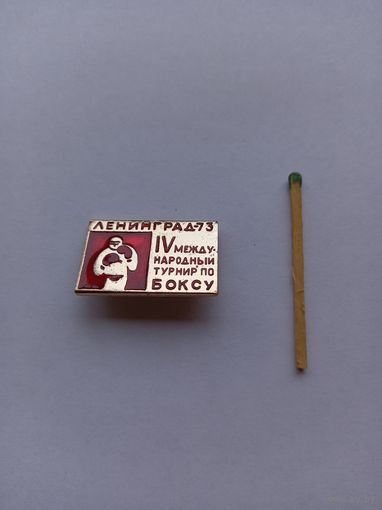 ЛЕНИНГРАД-73
IV МЕЖДУ-
НАРОДНЫЙ
ТУРНИР ПО
БОКСУ